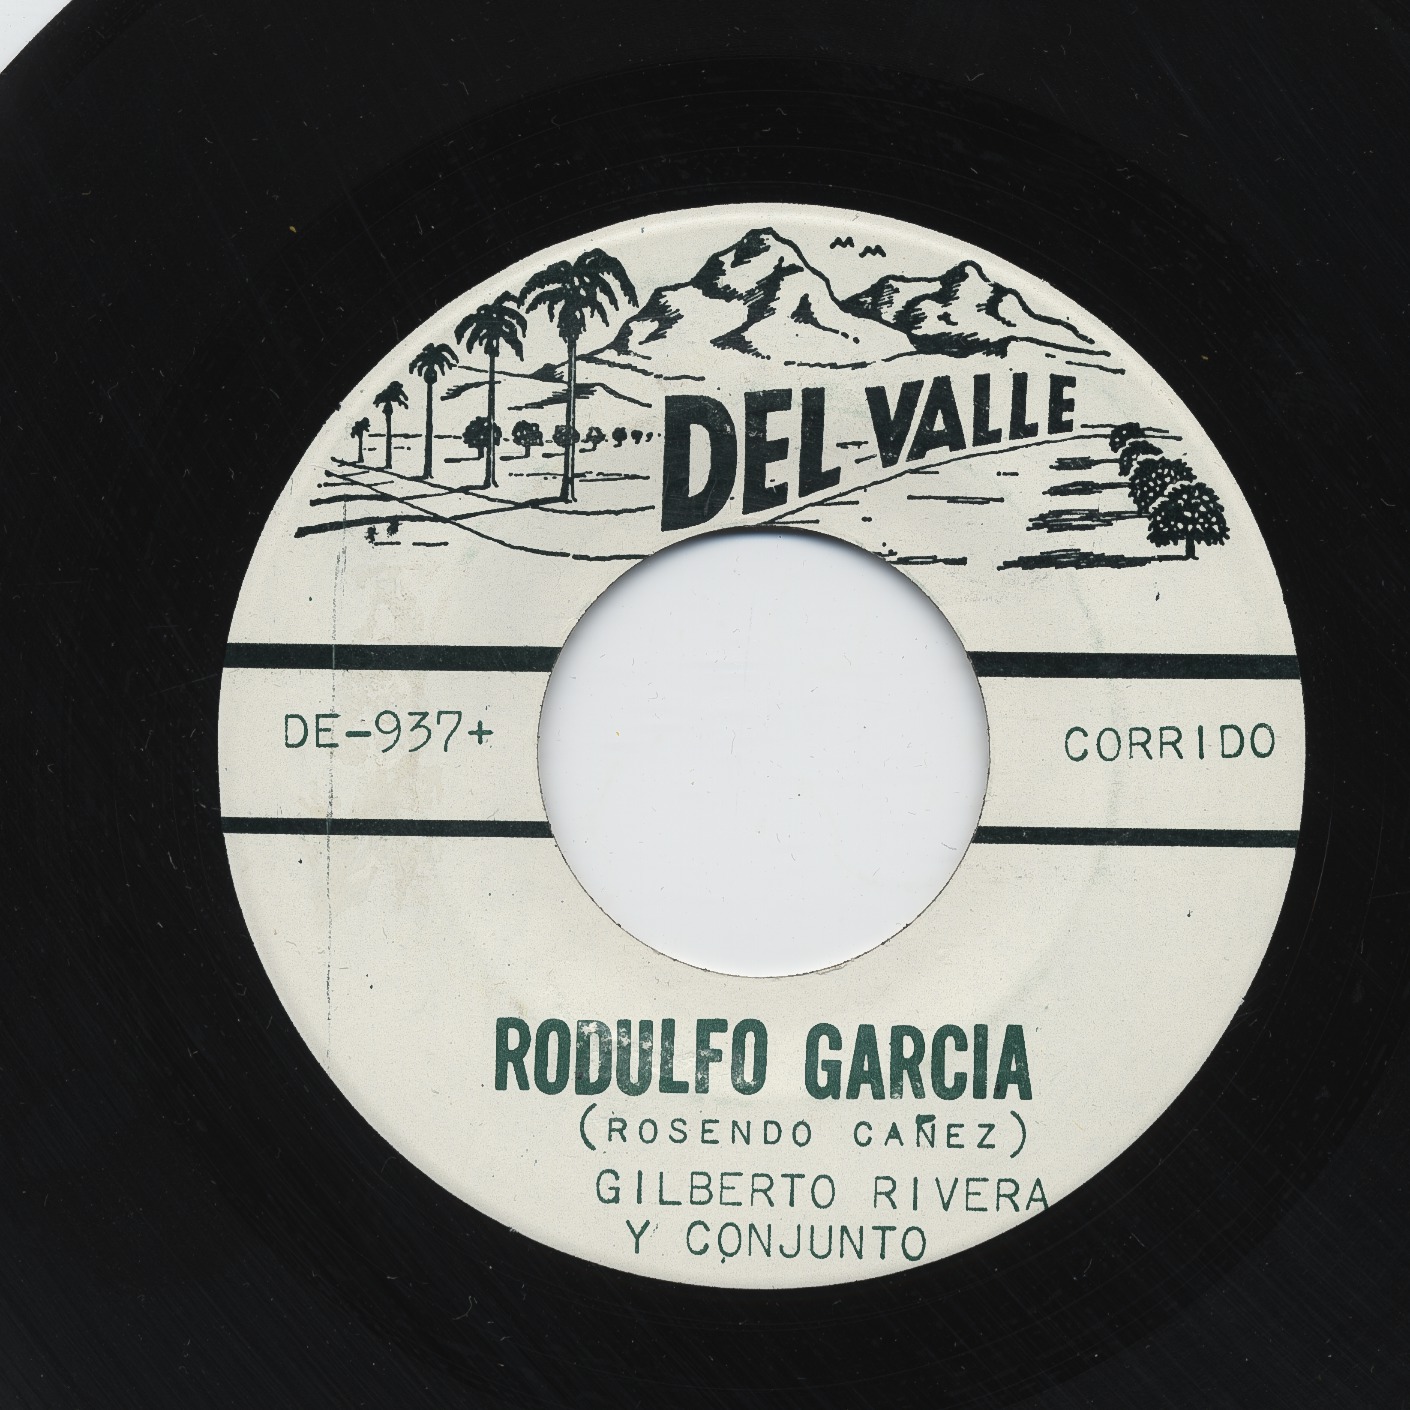 DEL VALLE
DE-937+
CORRIDO
RODULFO GARCIA
(ROSENDO CAÑEZ)
GILBERTO RIVERA
Y CONJUNTO